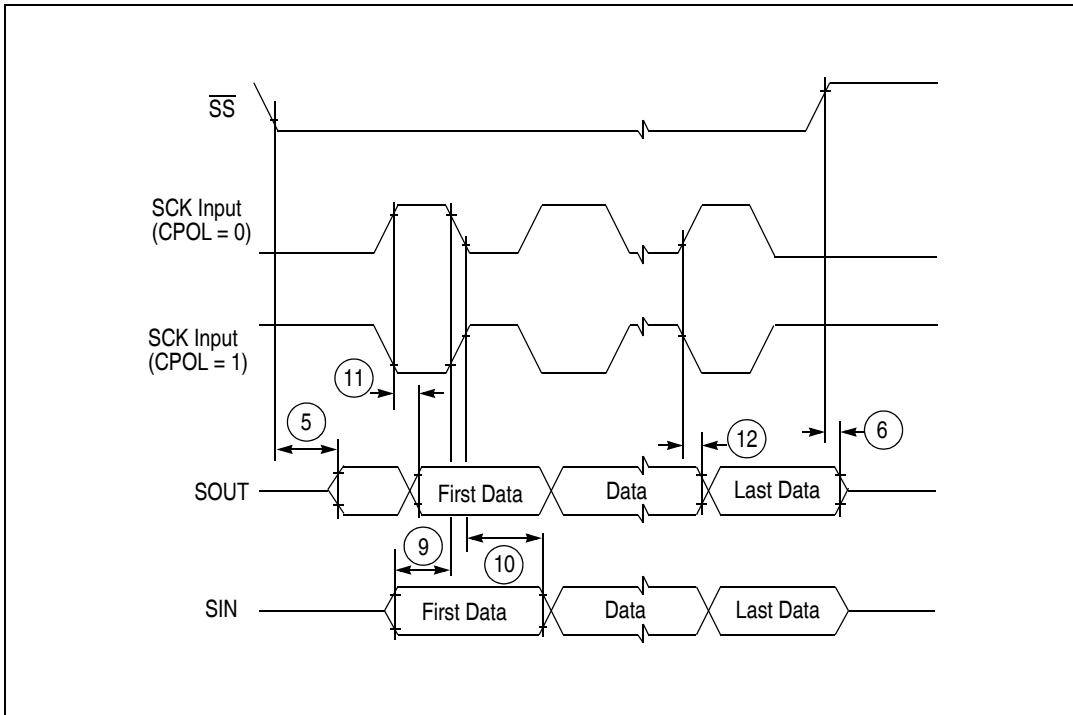 SS
SCK Input
(CPOL = 0)
SCK Input
(CPOL = 1)
11
5
12
6
SOUT
First Data
Data
Last Data
9
10
SIN
First Data
Data
Last Data